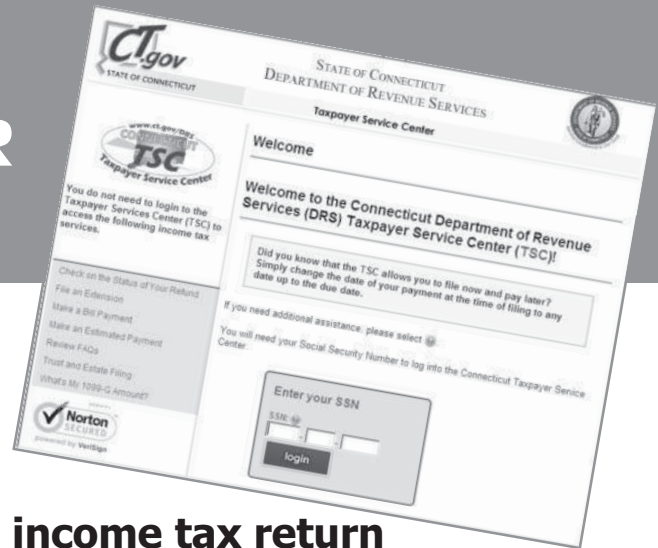 R
CT.gov
STATE OF CONNECTICUT
STATE OF CONNECTICUT
DEPARTMENT OF REVENUE SERVICES
Taxpayer Service Center
www.ct.gov/DRS
CONNECTICUT
TSC
Taxpayer Service Center
You do not need to login to the
Taxpayer Services Center (TSC) to
access the following income tax
services.
Check on the Status of Your Refund
File an Extension
Make a Bill Payment
Make an Estimated Payment
Review FAQs
Trust and Estate Filing
What's My 1099-G Amount?
Norton
SECURED
powered by VeriSign
Welcome
Welcome to the Connecticut Department of Revenue
Services (DRS) Taxpayer Service Center (TSC)!
Did you know that the TSC allows you to file now and pay later?
Simply change the date of your payment at the time of filing to any
date up to the due date.
If you need additional assistance, please select
You will need your Social Security Number to log into the Connecticut Taxpayer Service
Center.
Enter your SSN
SSN:
login
income tax return